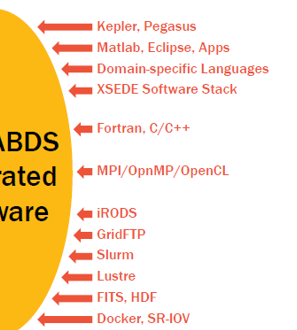 Kepler, Pegasus
Matlab, Eclipse, Apps
Domain-specific Languages
XSEDE Software Stack
Fortran, C/C++
ABDS
MPI/OpnMP/OpenCL
rated
ware
iRODS
GridFTP
Slurm
Lustre
FITS, HDF
Docker, SR-IOV